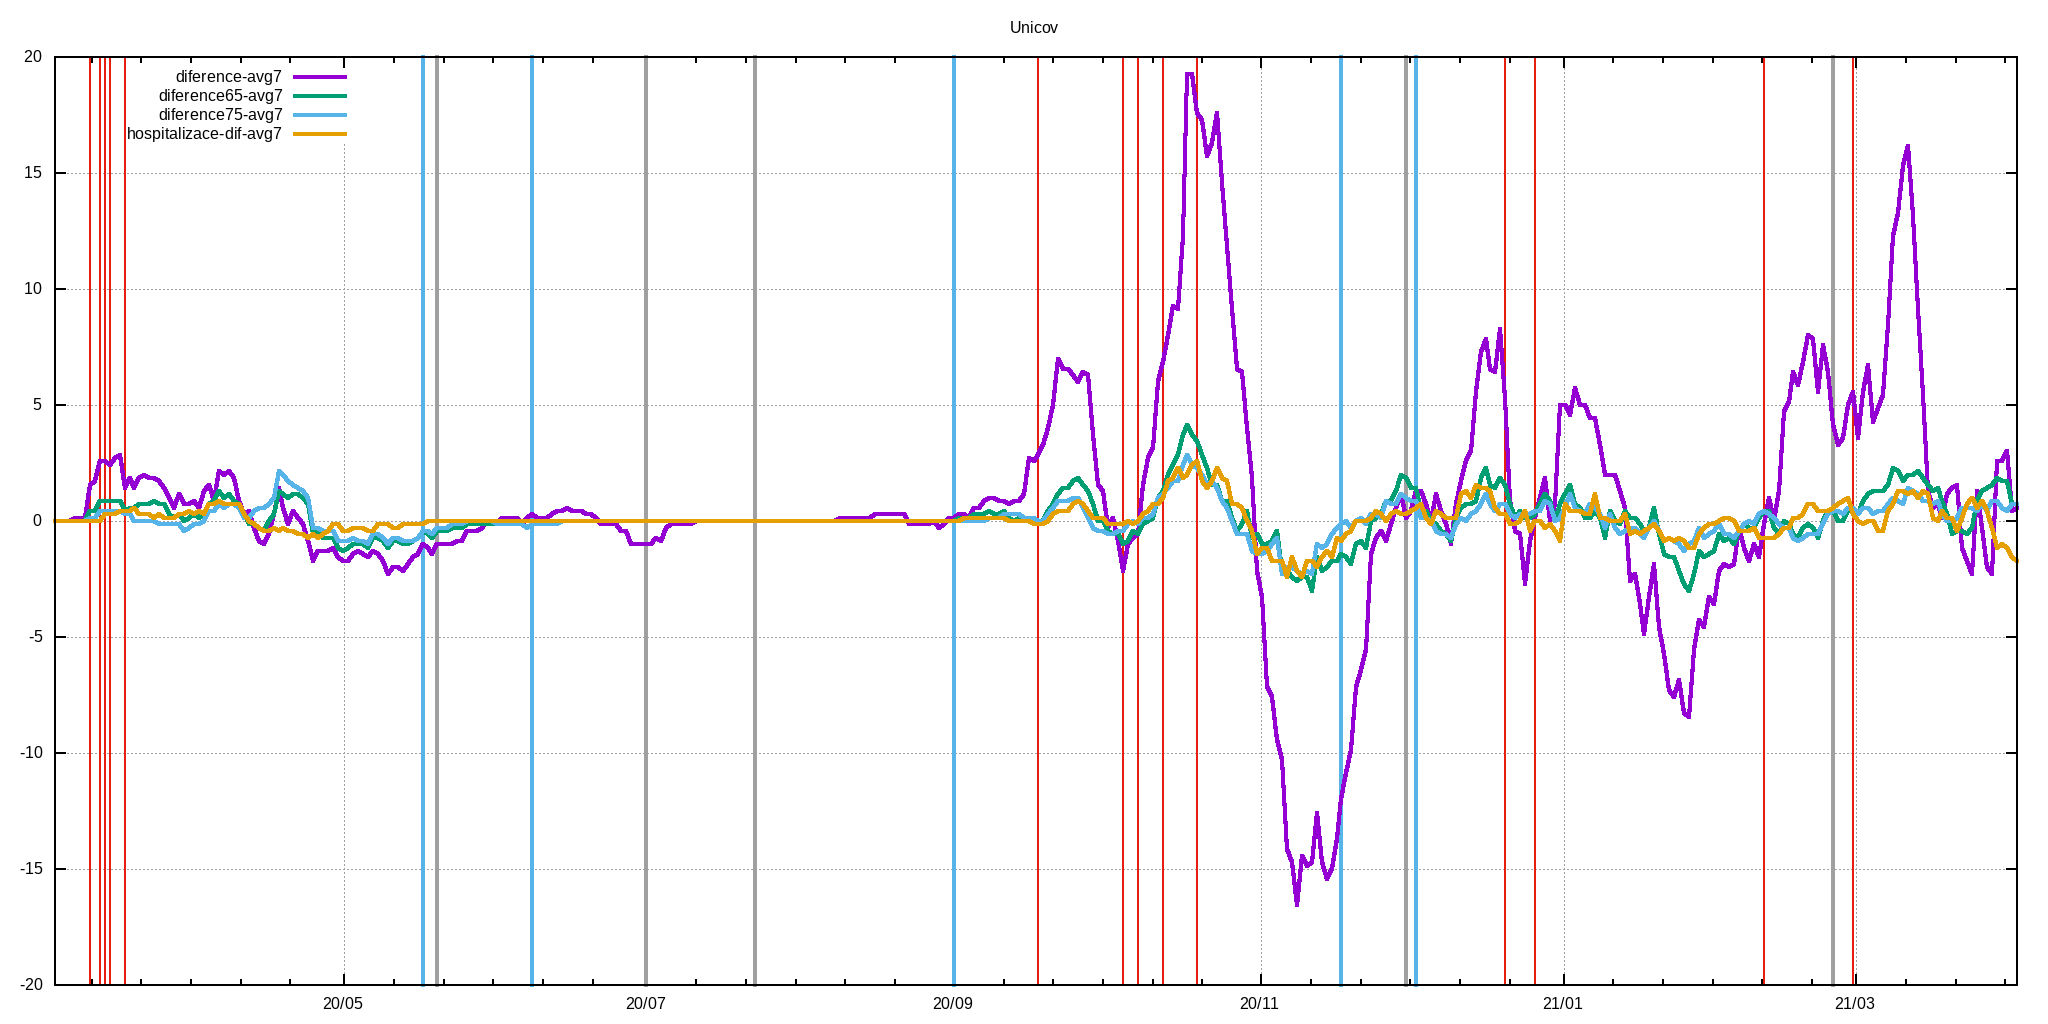 Unicov
20
diference-avg7
diference65-avg7
diference75-avg7
hospitalizace-dif-avg7
15
10
5
0
-5
-10
-15
-20
20/05 20/07 20/09 20/11 21/01 21/03